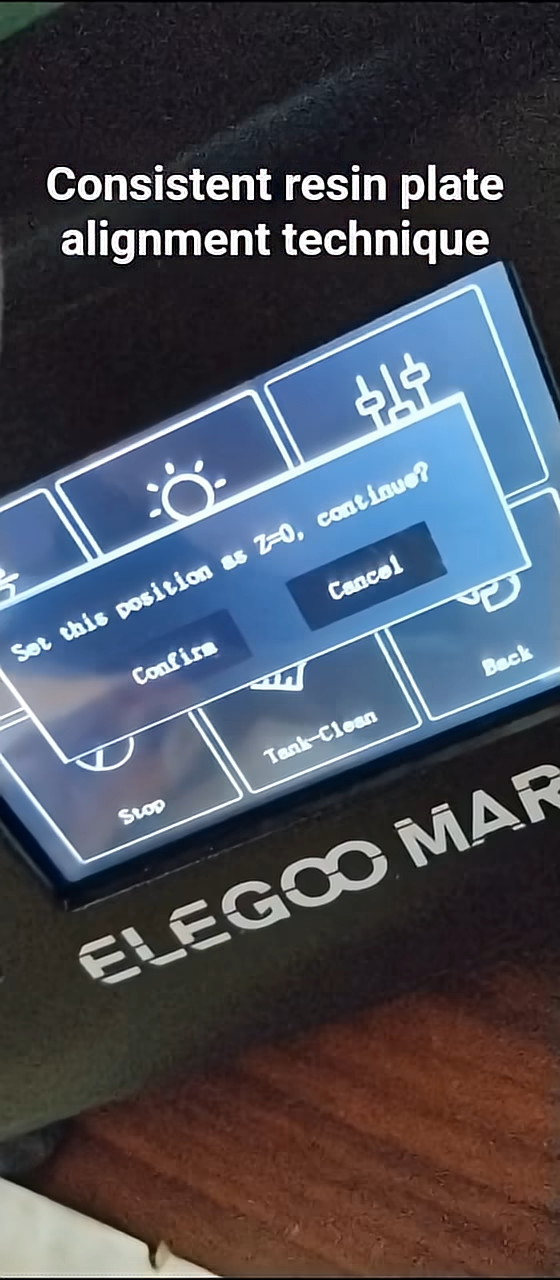 Consistent resin plate
alignment technique
Set this position as Z=0, continue?
Confirm
Cancel
Stop
Tank-Clean
Back
ELEGOO MAR